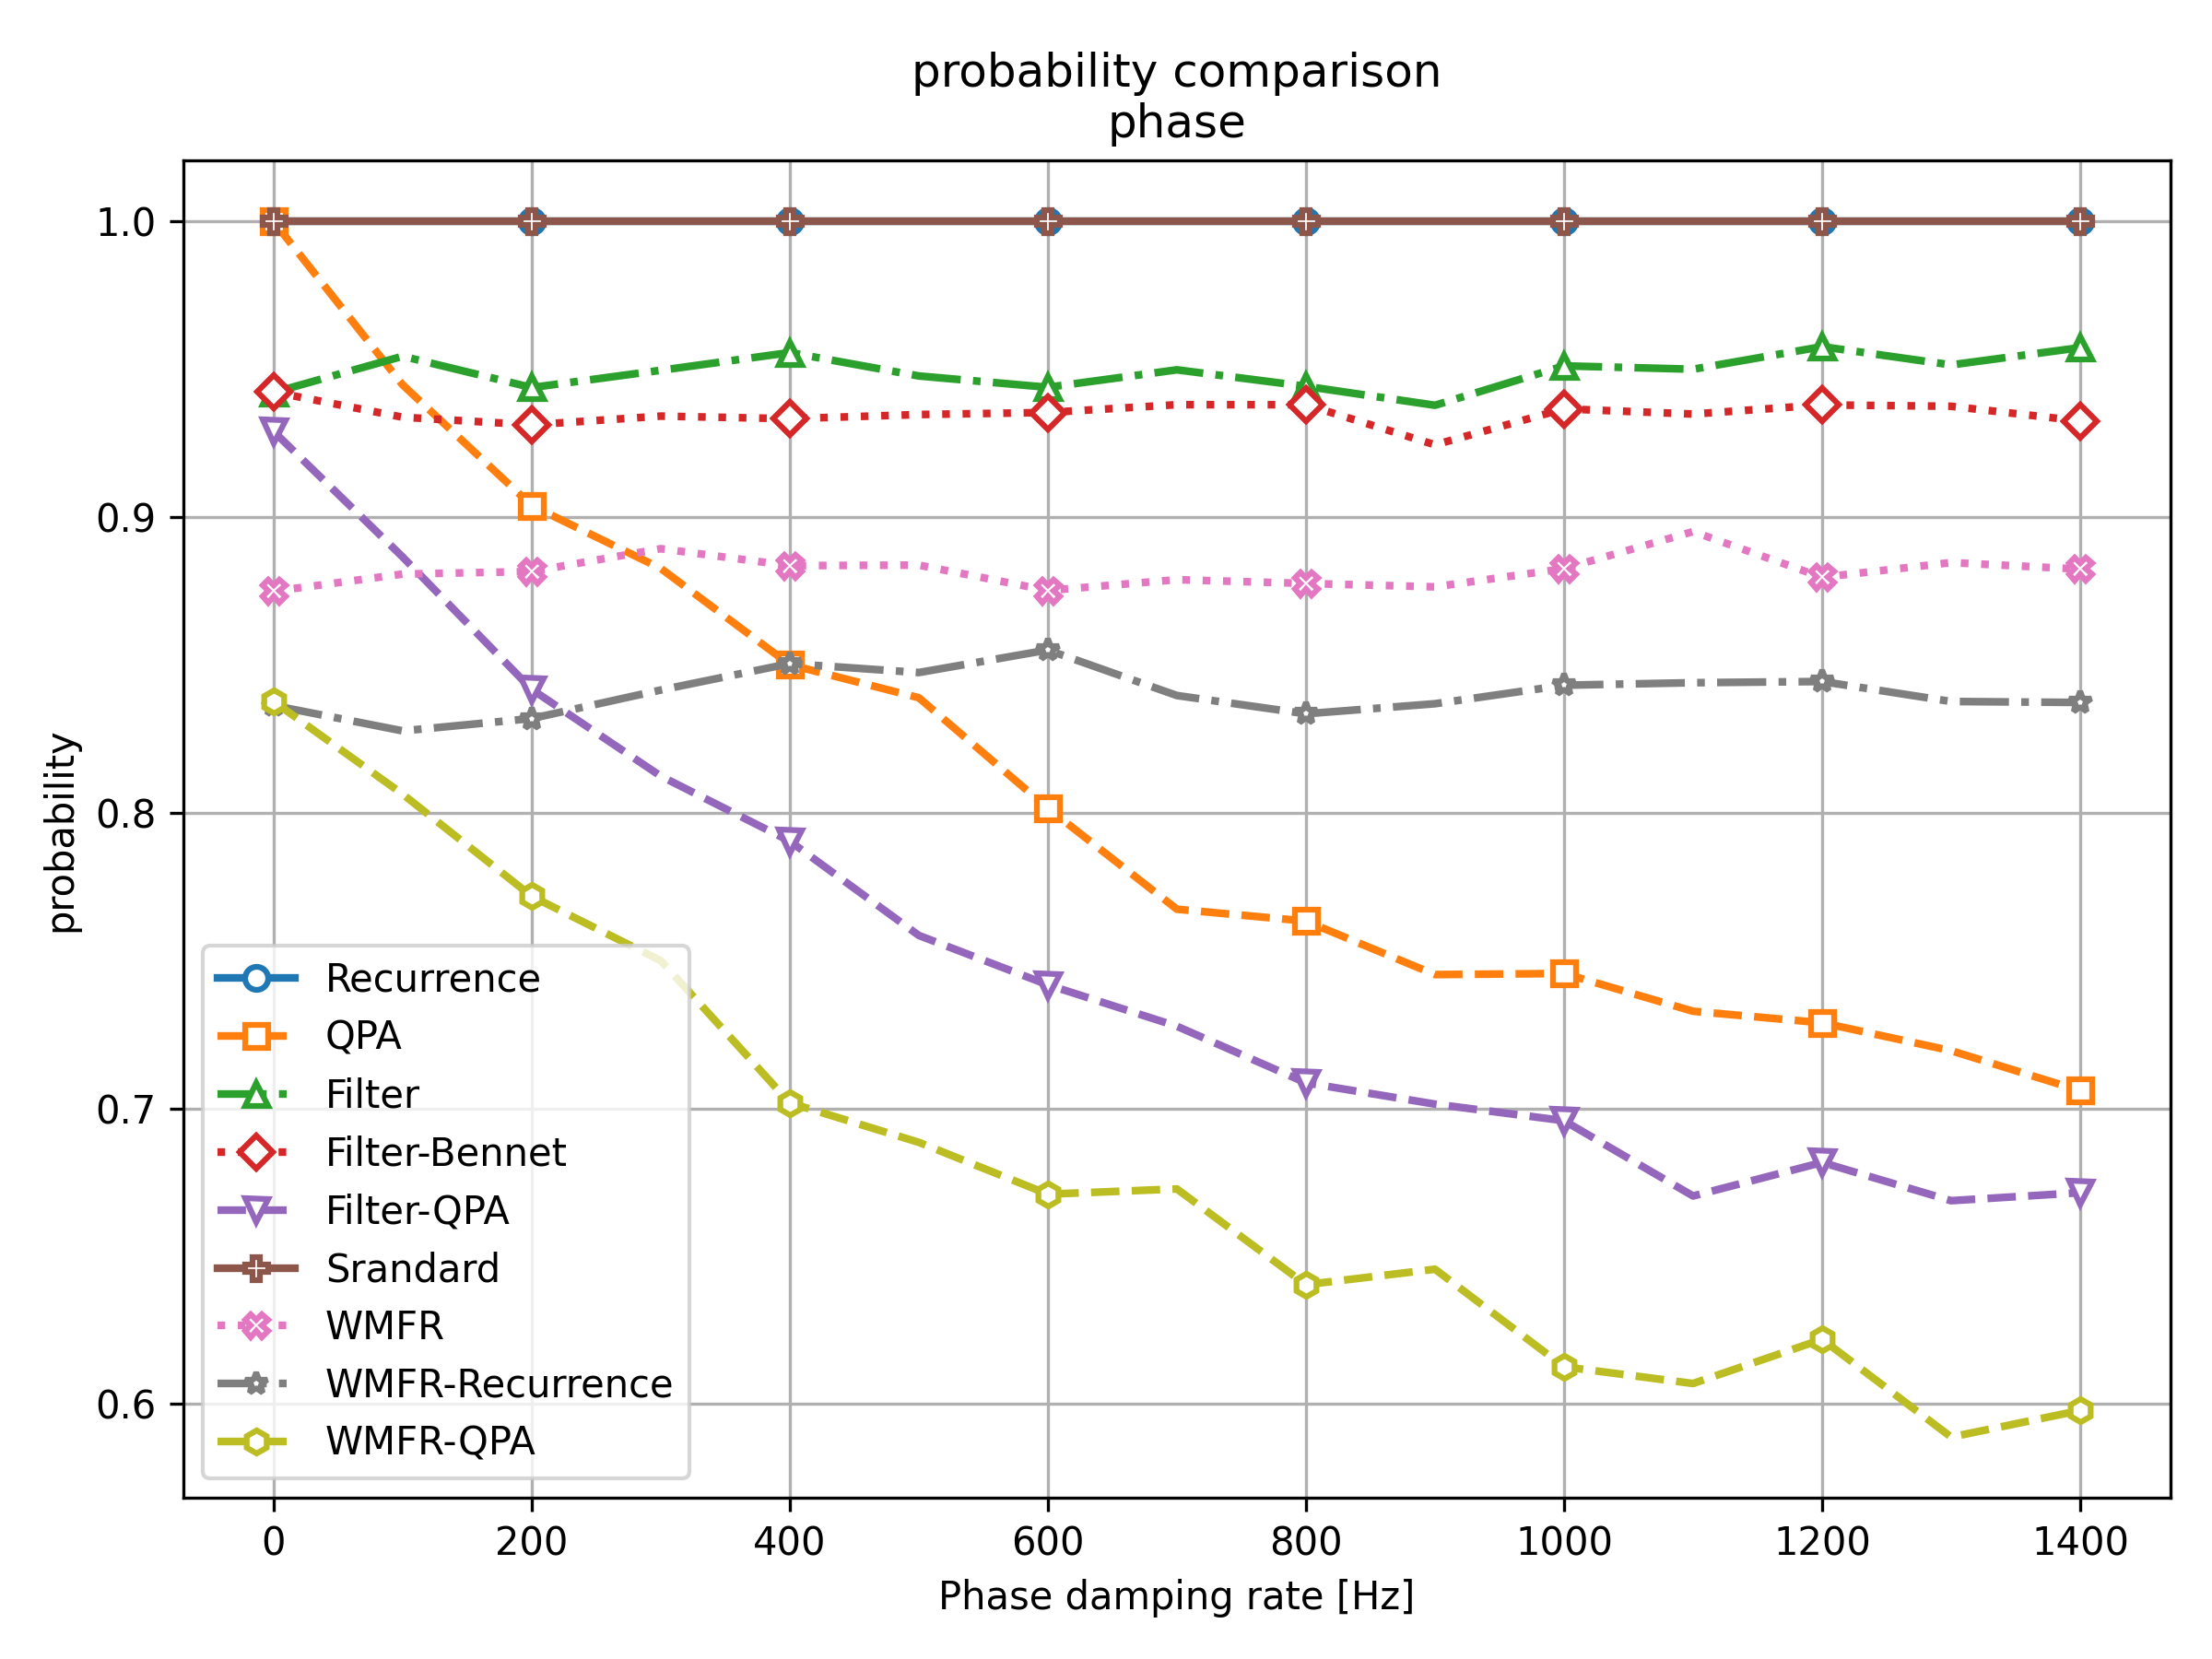 probability comparison
phase
1.0
0.9
0.8
0.7
0.6
probability
Recurrence
QPA
Filter
Filter-Bennet
Filter-QPA
Srandard
WMFR
WMFR-Recurrence
WMFR-QPA
0 200 400 600 800 1000 1200 1400
Phase damping rate [Hz]